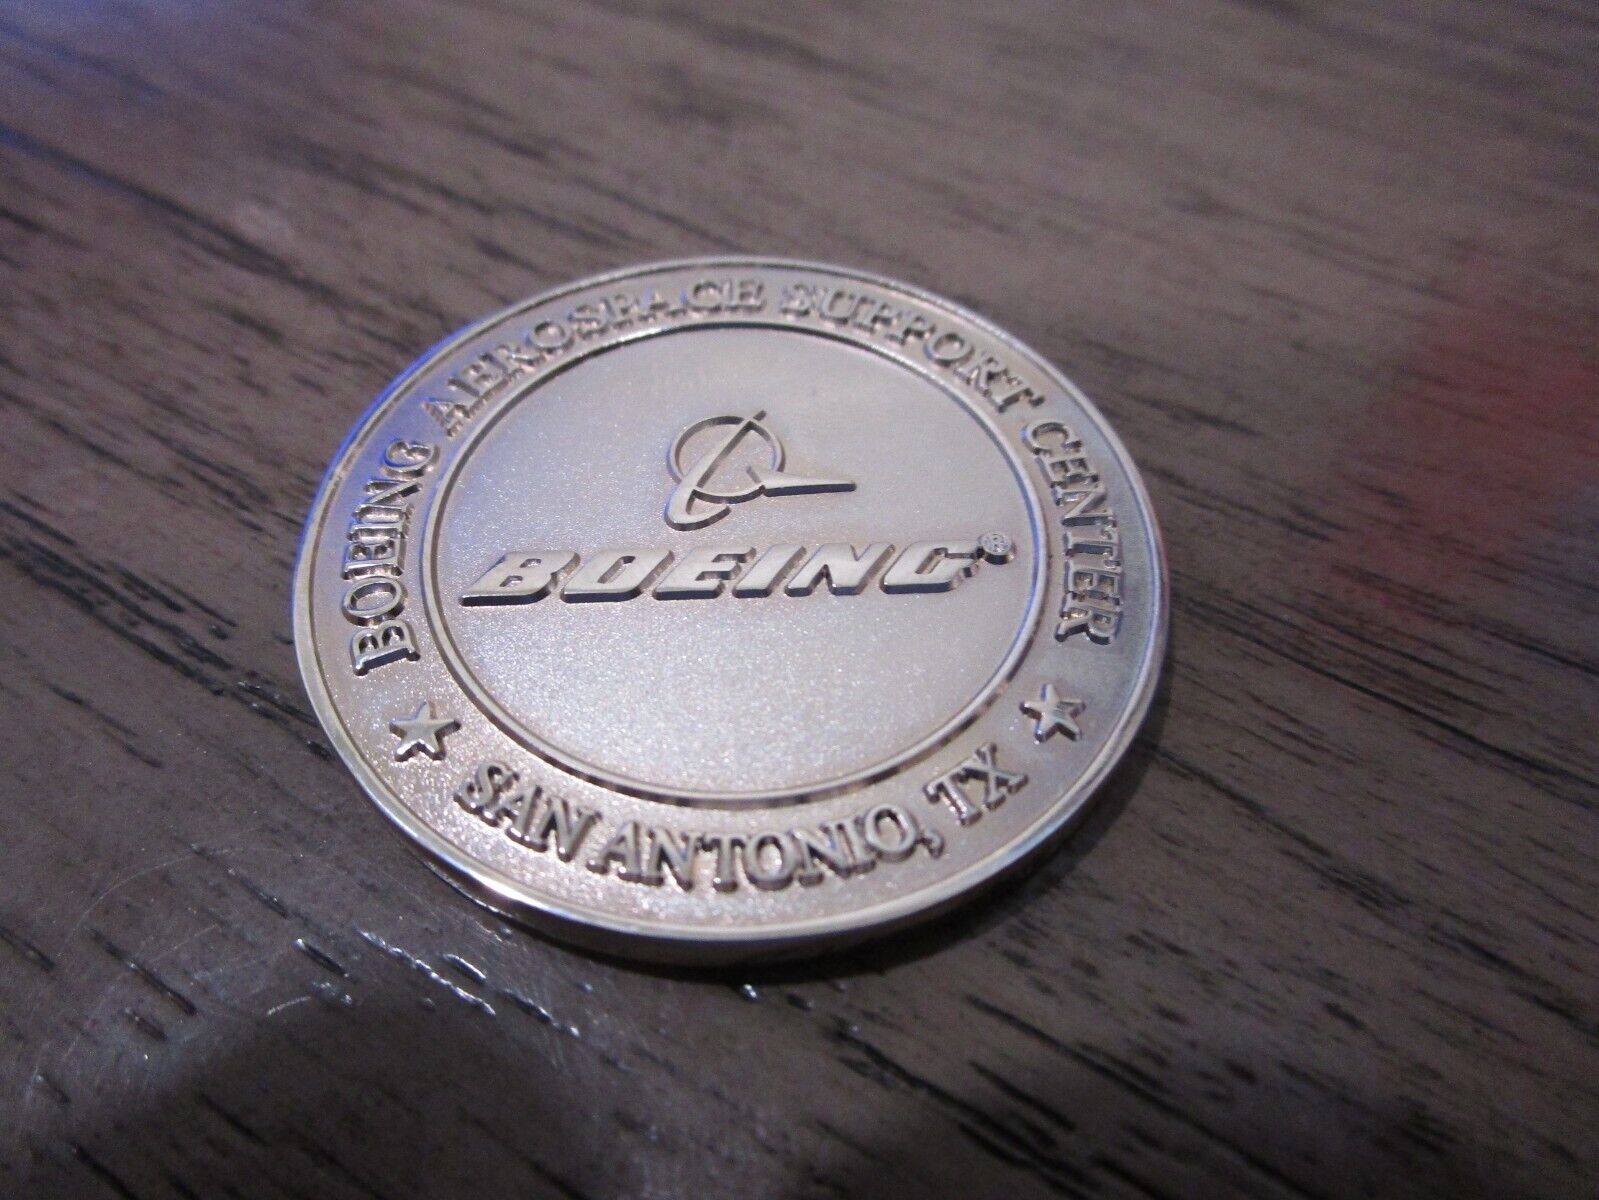 BOEING AEROSPACE SUPPORT CENTER
BOEING®
SAN ANTONIO, TX